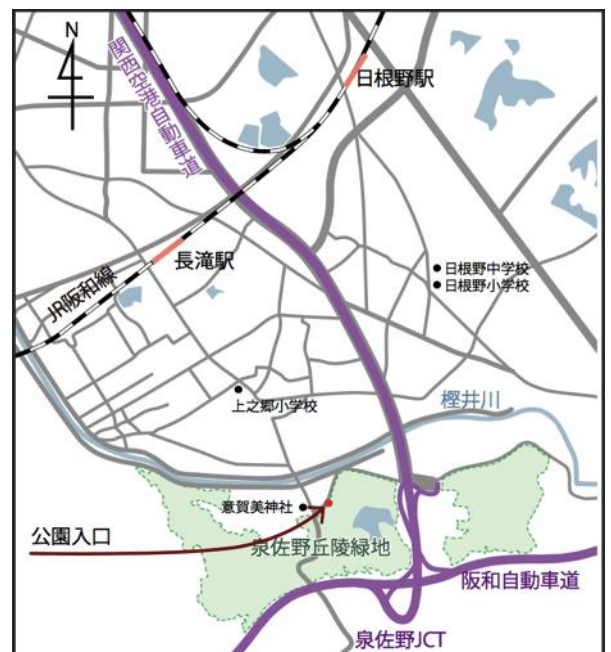 N
日根野駅
関西空港自動車道
長滝駅
日根野中学校
日根野小学校
JR阪和線
上之郷小学校
樫井川
意賀美神社
公園入口
泉佐野丘陵緑地
阪和自動車道
泉佐野JCT